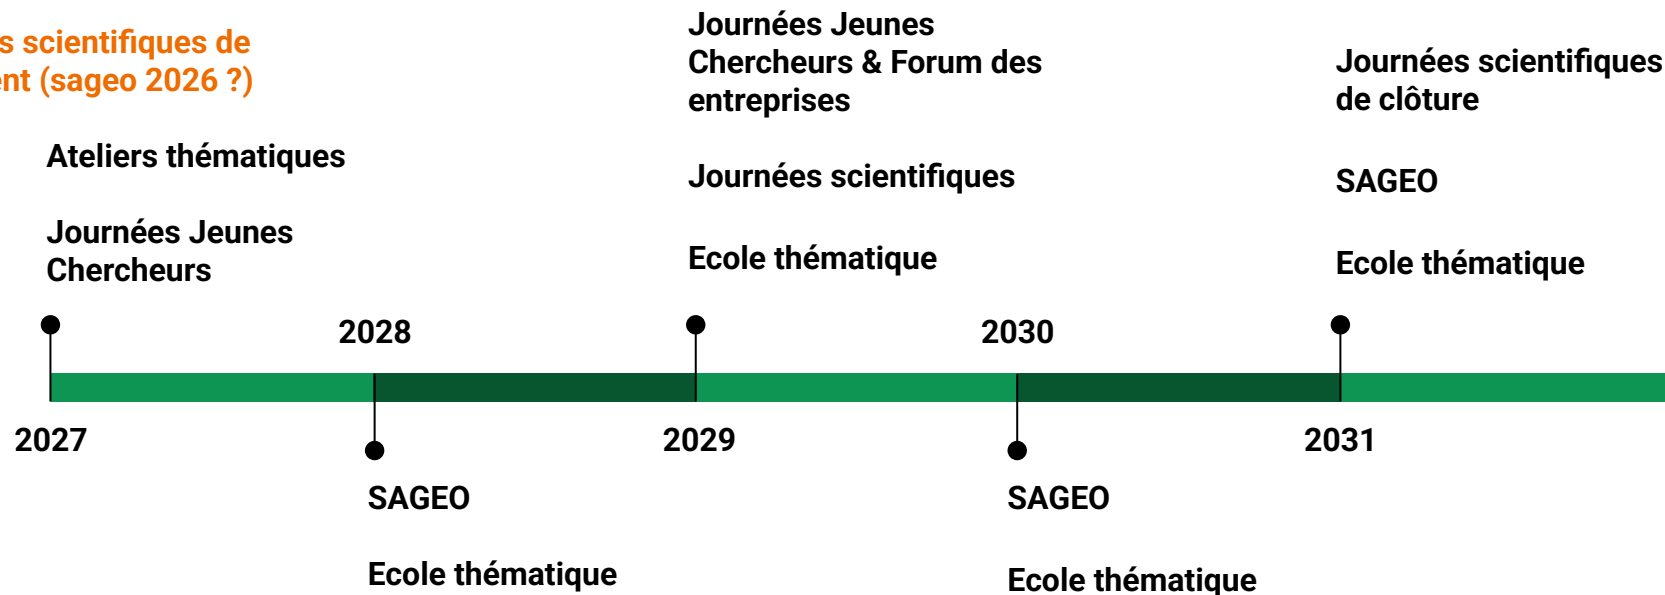 s scientifiques de
ent (sageo 2026 ?)
Ateliers thématiques
Journées Jeunes
Chercheurs
2027
2028
SAGEO
Ecole thématique
Journées Jeunes
Chercheurs & Forum des
entreprises
Journées scientifiques
Ecole thématique
2029
2030
SAGEO
Ecole thématique
Journées scientifiques
de clôture
SAGEO
Ecole thématique
2031